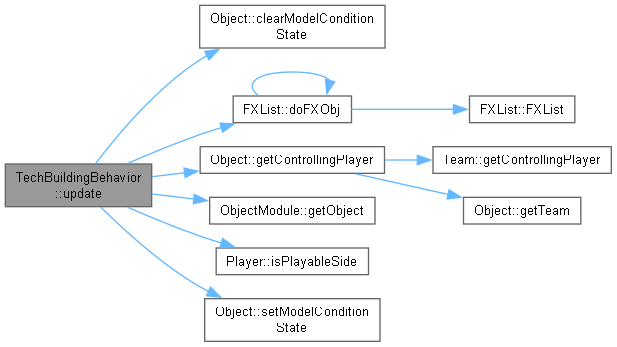 Object::clearModelCondition
State
FXList::doFXObj
FXList::FXList
TechBuildingBehavior
::update
Object::getControllingPlayer
Team::getControllingPlayer
ObjectModule::getObject
Object::getTeam
Player::isPlayableSide
Object::setModelCondition
State